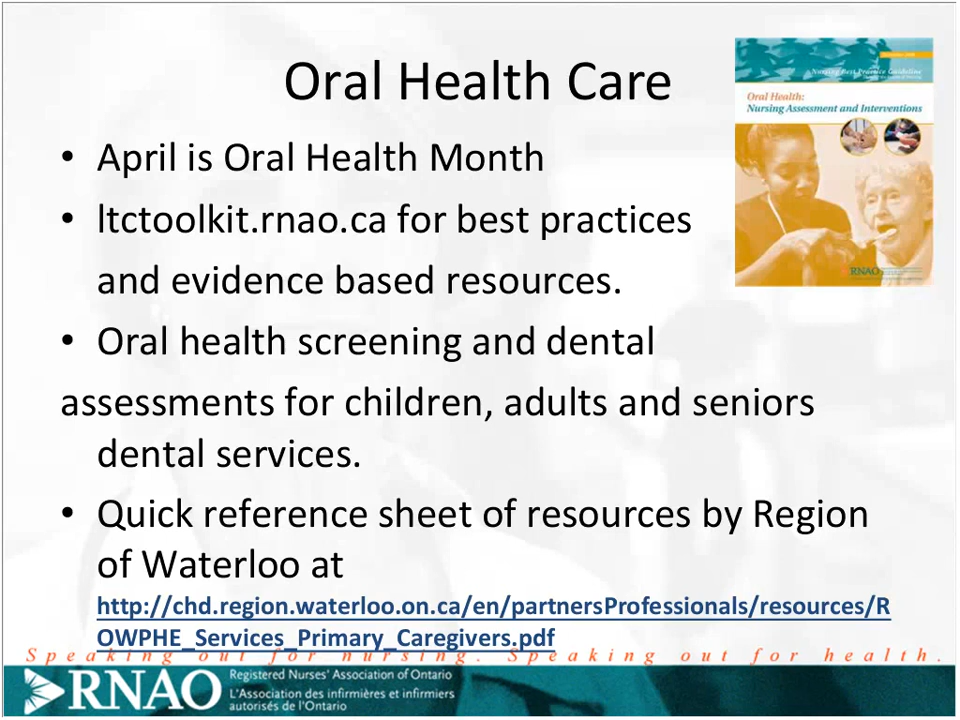 Oral Health Care
Nursing Best Practice Guideline
Oral Health:
Nursing Assessment and Interventions
RNAO
• April is Oral Health Month
• ltctoolkit.rnao.ca for best practices
and evidence based resources.
• Oral health screening and dental
assessments for children, adults and seniors
dental services.
• Quick reference sheet of resources by Region
of Waterloo at
http://chd.region.waterloo.on.ca/en/partnersProfessionals/resources/R
OWPHE_Services_Primary_Caregivers.pdf
Speaking out for nursing. Speaking out for health.
RNAO
Registered Nurses' Association of Ontario
L'Association des infirmières et infirmiers
autorisés de l'Ontario